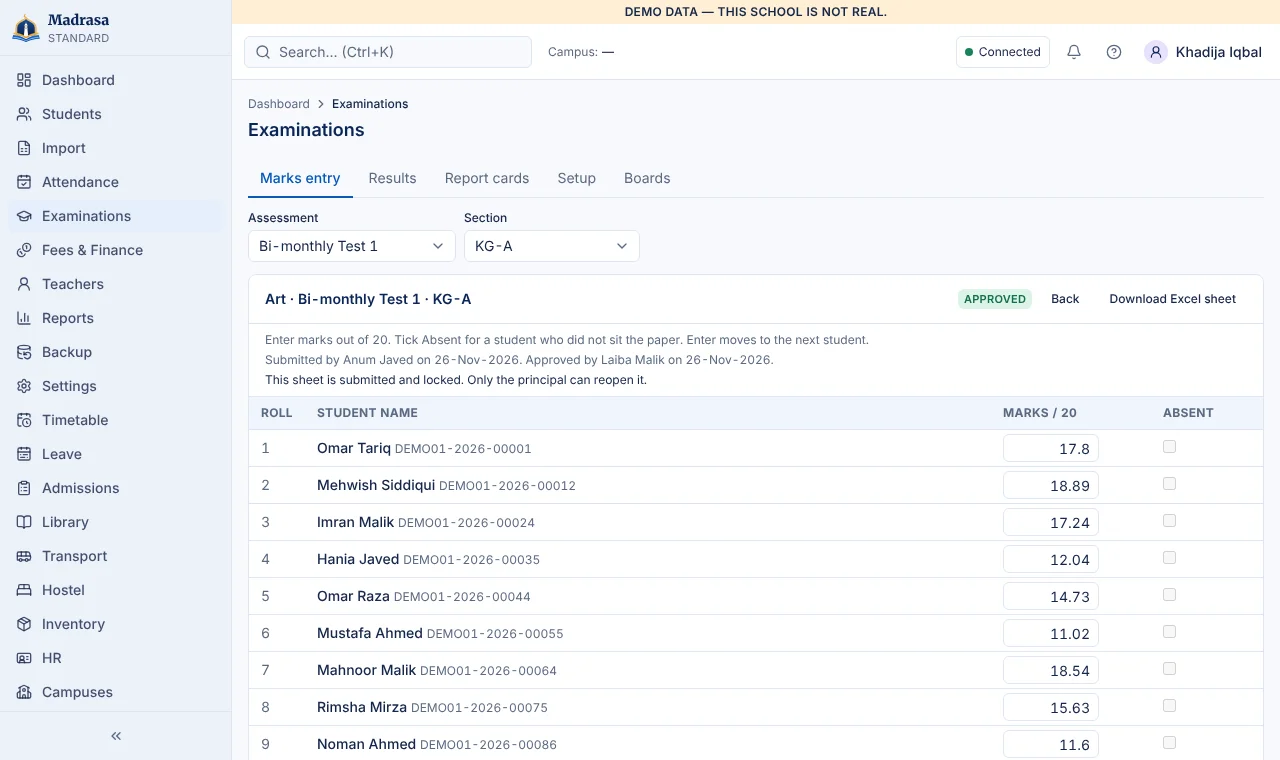 Madrasa
STANDARD
Dashboard
Students
Import
Attendance
Examinations
Fees & Finance
Teachers
Reports
Backup
Settings
Timetable
Leave
Admissions
Library
Transport
Hostel
Inventory
HR
Campuses
DEMO DATA — THIS SCHOOL IS NOT REAL.
Search... (Ctrl+K)
Campus: —
Connected
Khadija Iqbal
Dashboard > Examinations
Examinations
Marks entry Results Report cards Setup Boards
Assessment Section
Bi-monthly Test 1 KG-A
Art · Bi-monthly Test 1 · KG-A APPROVED Back Download Excel sheet
Enter marks out of 20. Tick Absent for a student who did not sit the paper. Enter moves to the next student.
Submitted by Anum Javed on 26-Nov-2026. Approved by Laiba Malik on 26-Nov-2026.
This sheet is submitted and locked. Only the principal can reopen it.
ROLL STUDENT NAME MARKS / 20 ABSENT
1 Omar Tariq DEMO01-2026-00001 17.8
2 Mehwish Siddiqui DEMO01-2026-00012 18.89
3 Imran Malik DEMO01-2026-00024 17.24
4 Hania Javed DEMO01-2026-00035 12.04
5 Omar Raza DEMO01-2026-00044 14.73
6 Mustafa Ahmed DEMO01-2026-00055 11.02
7 Mahnoor Malik DEMO01-2026-00064 18.54
8 Rimsha Mirza DEMO01-2026-00075 15.63
9 Noman Ahmed DEMO01-2026-00086 11.6